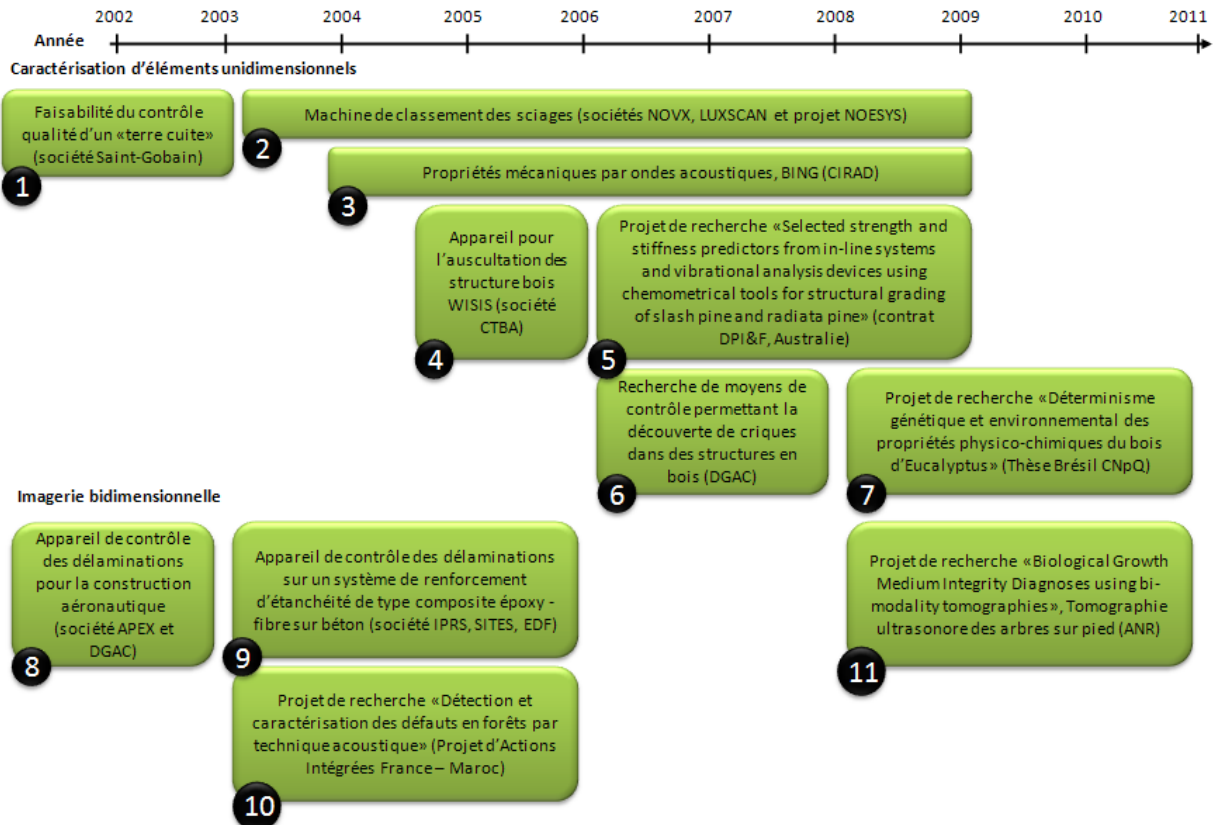 2002 2003 2004 2005 2006 2007 2008 2009 2010 2011
Année
Caractérisation d'éléments unidimensionnels
Faisabilité du contrôle
qualité d'un «terre cuite»
(société Saint-Gobain)
1
Machine de classement des sciages (sociétés NOVX, LUXSCAN et projet NOESYS)
2
Propriétés mécaniques par ondes acoustiques, BING (CIRAD)
3
Appareil pour
l'auscultation des
structure bois
WISIS (société
CTBA)
4
Projet de recherche «Selected strength and
stiffness predictors from in-line systems
and vibrational analysis devices using
chemometrical tools for structural grading
of slash pine and radiata pine» (contrat
DPI&F, Australie)
5
Recherche de moyens de
contrôle permettant la
découverte de criques
dans des structures en
bois (DGAC)
6
Projet de recherche «Déterminisme
génétique et environnemental des
propriétés physico-chimiques du bois
d'Eucalyptus» (Thèse Brésil CNpQ)
7
Imagerie bidimensionnelle
Appareil de contrôle
des délaminations
pour la construction
aéronautique
(société APEX et
DGAC)
8
Appareil de contrôle des délaminations
sur un système de renforcement
d'étanchéité de type composite époxy -
fibre sur béton (société IPRS, SITES, EDF)
9
Projet de recherche «Détection et
caractérisation des défauts en forêts par
technique acoustique» (Projet d'Actions
Intégrées France – Maroc)
10
Projet de recherche «Biological Growth
Medium Integrity Diagnoses using bi-
modality tomographies», Tomographie
ultrasonore des arbres sur pied (ANR)
11